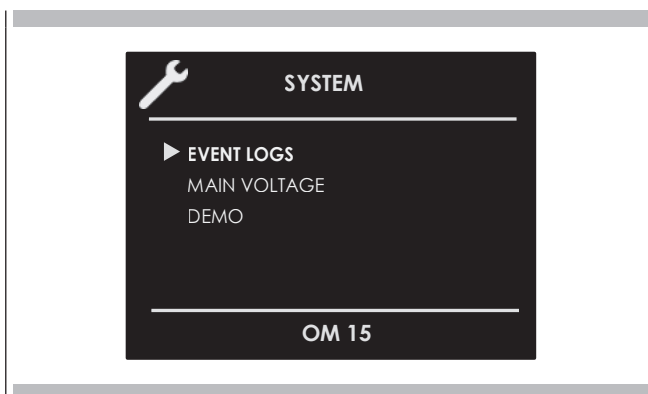 SYSTEM
EVENT LOGS
MAIN VOLTAGE
DEMO
OM 15